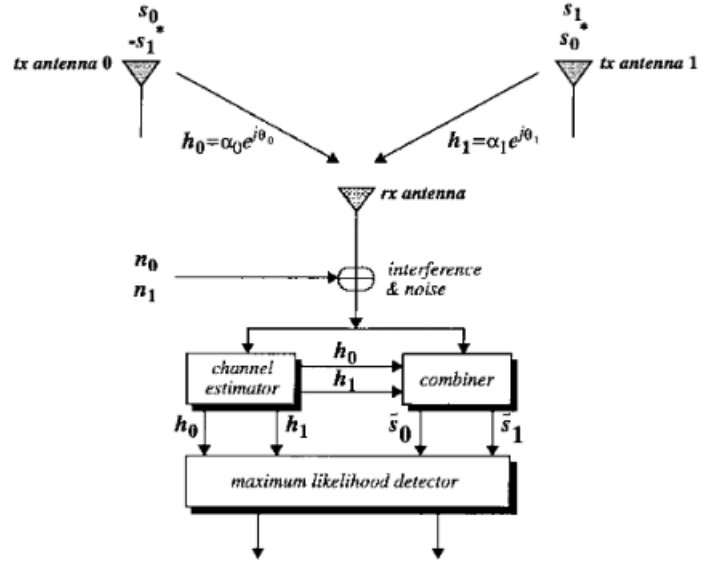 s₀ s₁
-s₁* s₀*
tx antenna 0 tx antenna 1
h₀=α₀e^jθ₀ h₁=α₁e^jθ₁
rx antenna
n₀
n₁
interference
& noise
channel
estimator
h₀
h₁
combiner
h₀ h₁ s̃₀ s̃₁
maximum likelihood detector